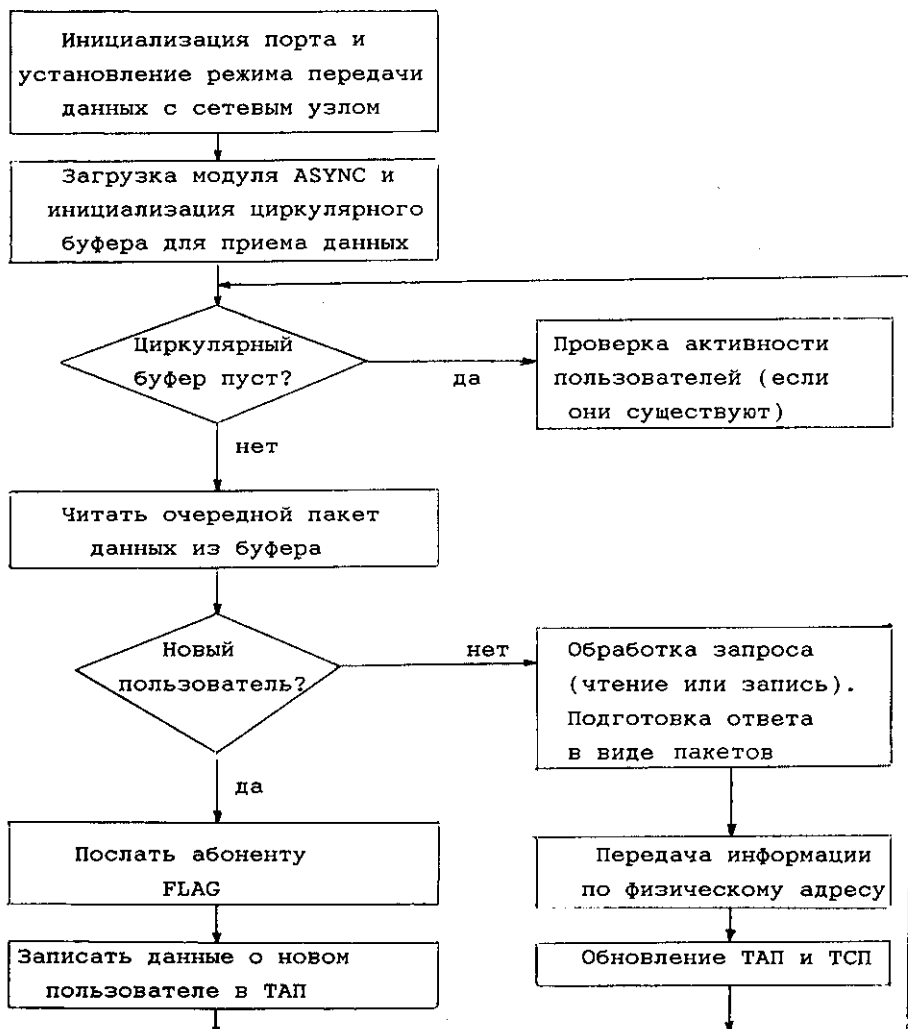 Инициализация порта и
установление режима передачи
данных с сетевым узлом
Загрузка модуля ASYNC и
инициализация циркулярного
буфера для приема данных
Циркулярный
буфер пуст?
да
Проверка активности
пользователей (если
они существуют)
нет
Читать очередной пакет
данных из буфера
Новый
пользователь?
нет
Обработка запроса
(чтение или запись).
Подготовка ответа
в виде пакетов
да
Послать абоненту
FLAG
Передача информации
по физическому адресу
Записать данные о новом
пользователе в ТАП
Обновление ТАП и ТСП